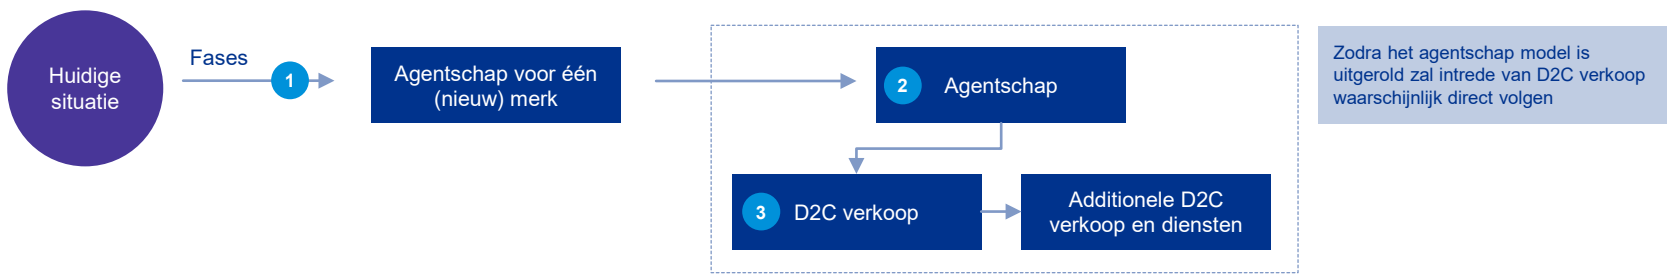 Huidige
situatie
Fases
1
Agentschap voor één
(nieuw) merk
2
Agentschap
3
D2C verkoop
Additionele D2C
verkoop en diensten
Zodra het agentschap model is
uitgerold zal intrede van D2C verkoop
waarschijnlijk direct volgen